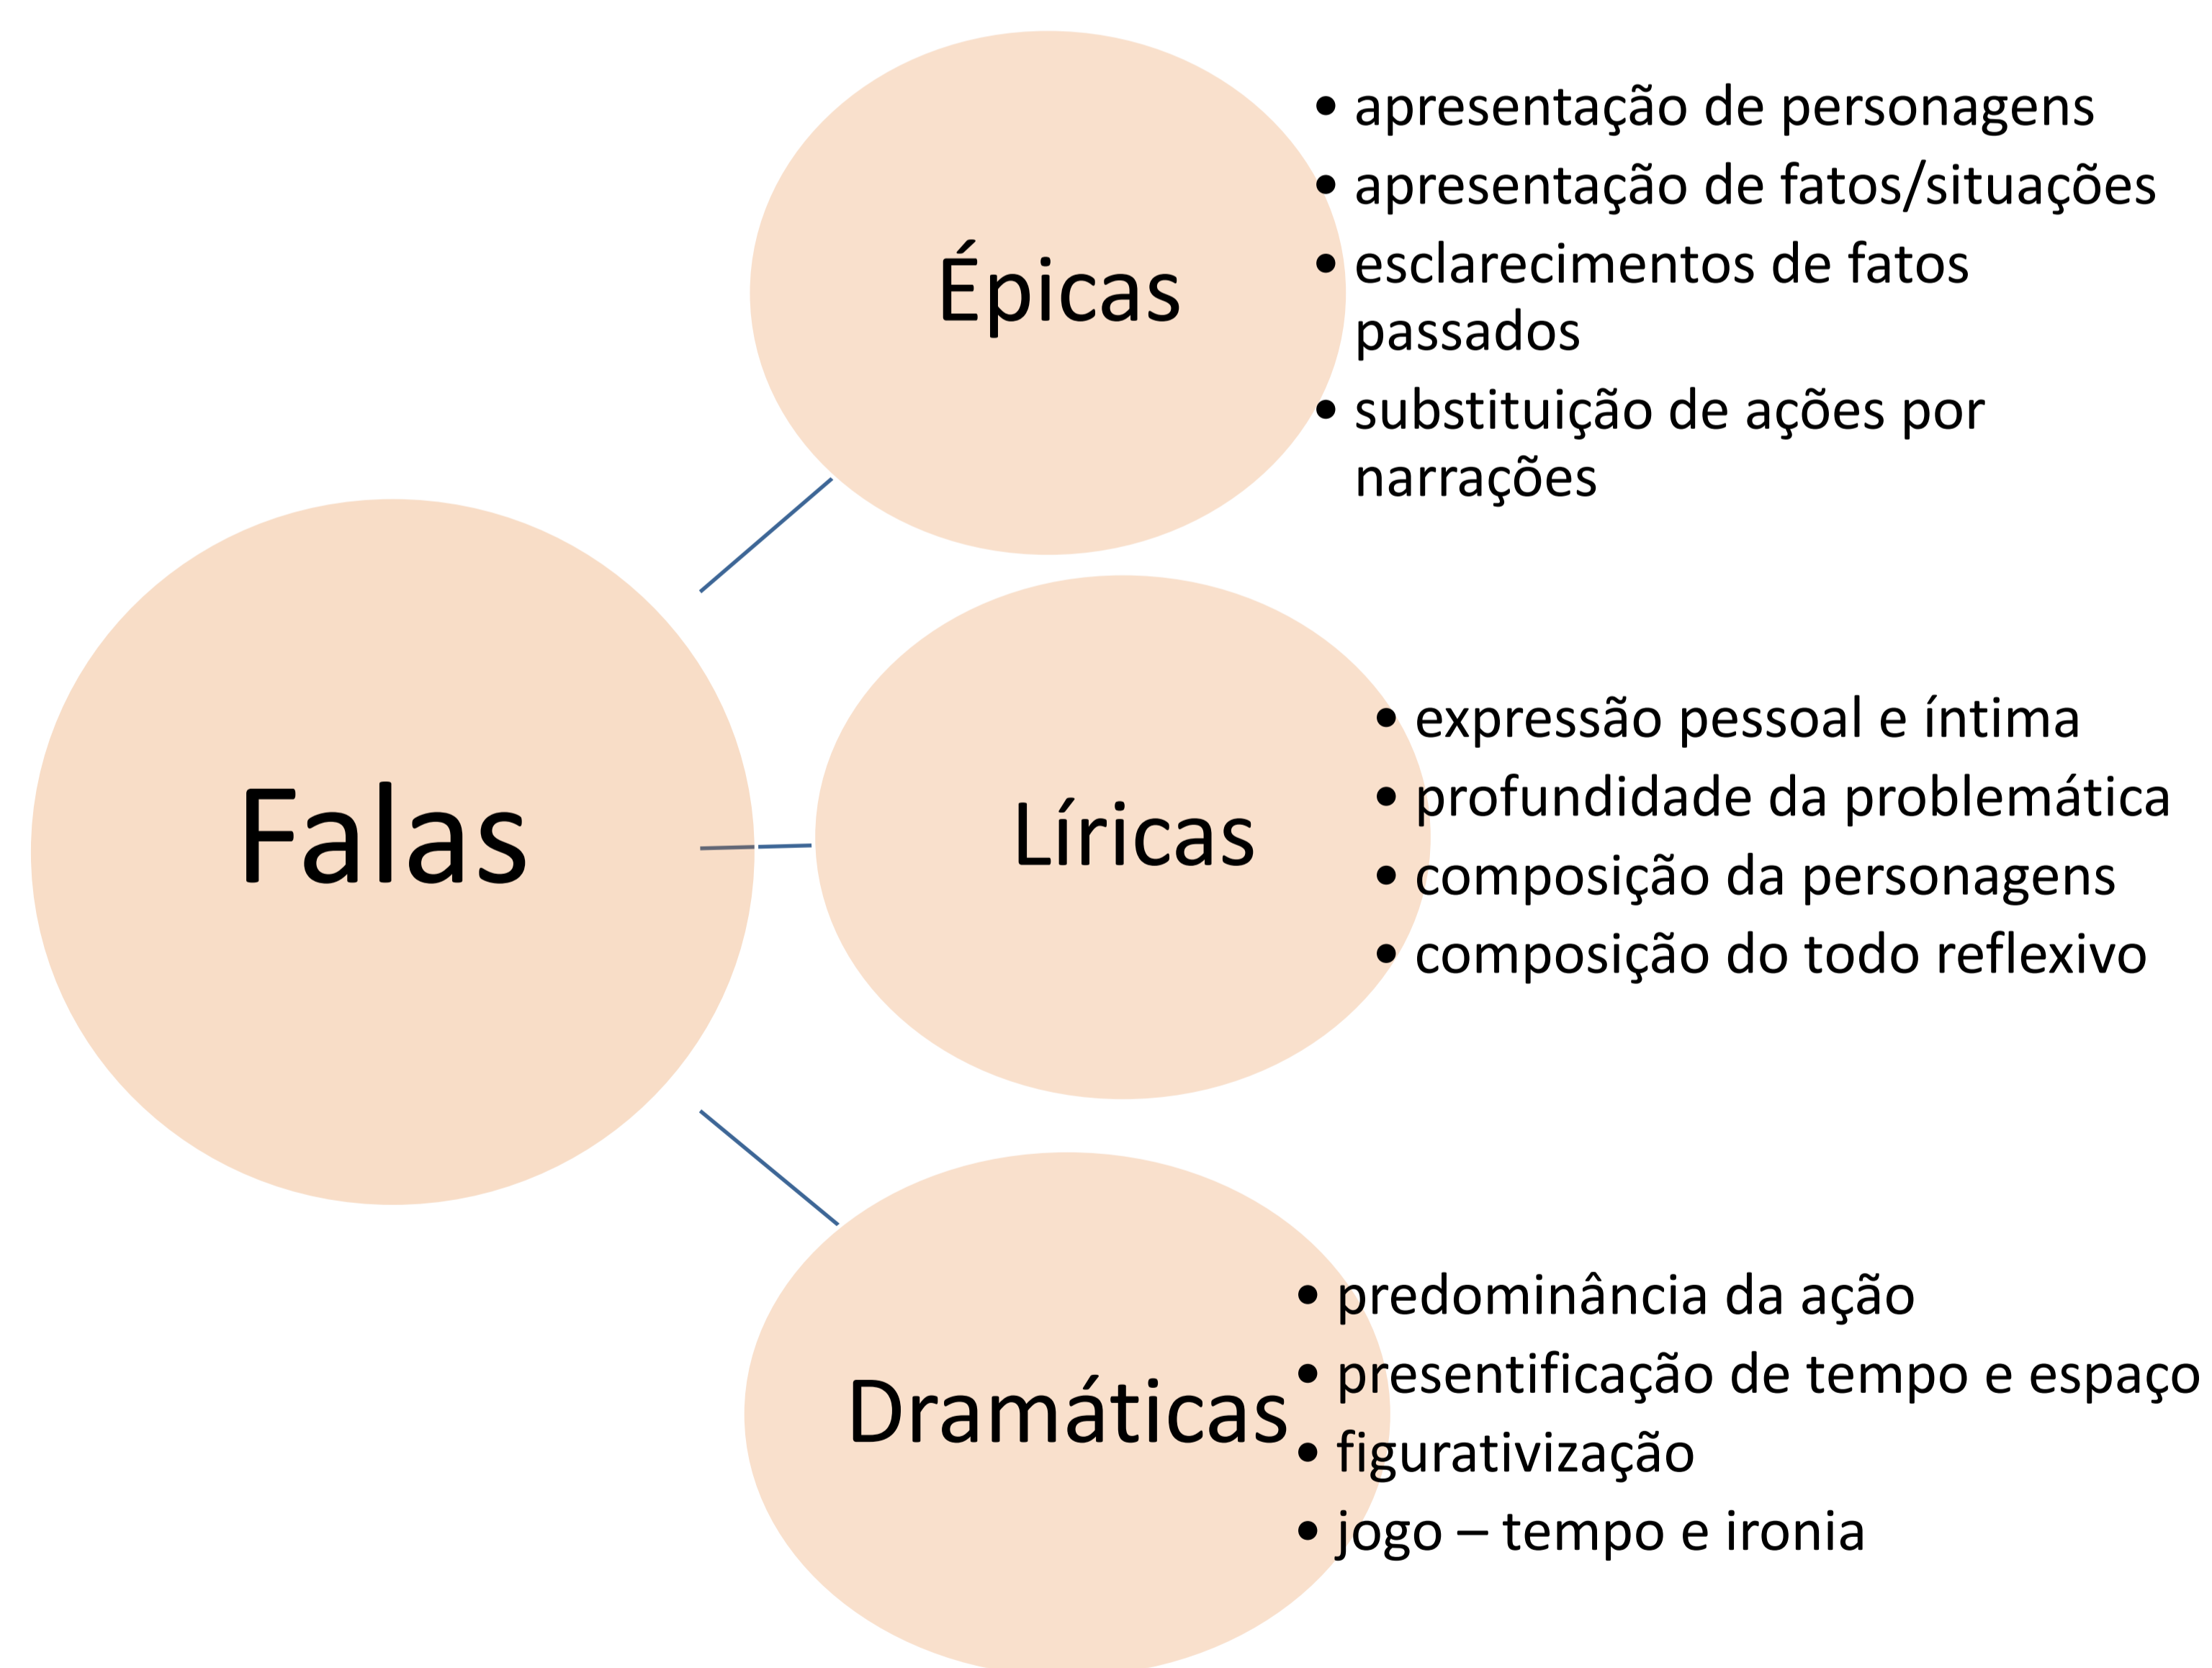 Falas
Épicas
• apresentação de personagens
• apresentação de fatos/situações
• esclarecimentos de fatos
passados
• substituição de ações por
narrações
Líricas
• expressão pessoal e íntima
• profundidade da problemática
• composição da personagens
• composição do todo reflexivo
Dramáticas
• predominância da ação
• presentificação de tempo e espaço
• figurativização
• jogo – tempo e ironia